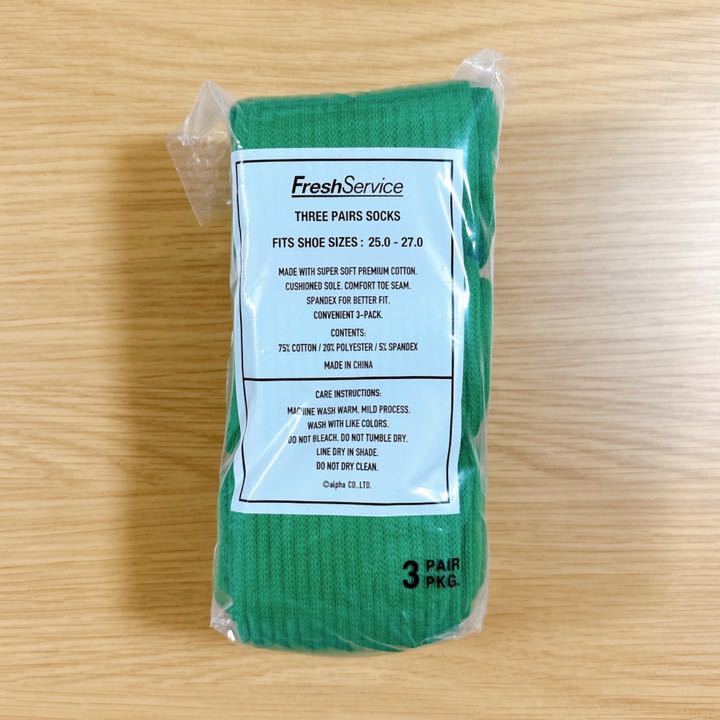 FreshService
THREE PAIRS SOCKS
FITS SHOE SIZES : 25.0 - 27.0
MADE WITH SUPER SOFT PREMIUM COTTON.
CUSHIONED SOLE. COMFORT TOE SEAM.
SPANDEX FOR BETTER FIT.
CONVENIENT 3-PACK.
CONTENTS:
75% COTTON / 20% POLYESTER / 5% SPANDEX
MADE IN CHINA
CARE INSTRUCTIONS:
MACHINE WASH WARM. MILD PROCESS.
WASH WITH LIKE COLORS.
DO NOT BLEACH. DO NOT TUMBLE DRY.
LINE DRY IN SHADE.
DO NOT DRY CLEAN.
©alpha CO.,LTD.
3 PAIR
PKG.